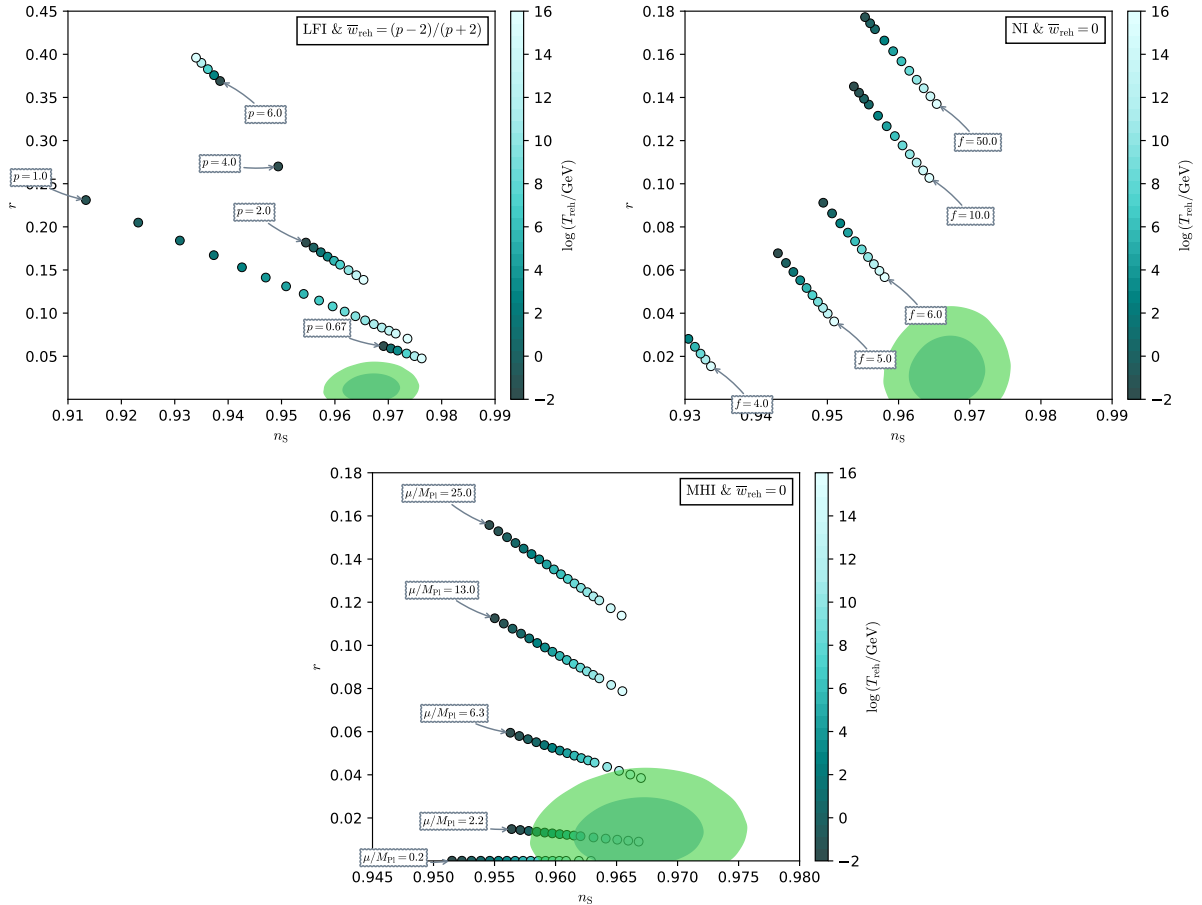 LFI & w̄reh = (p − 2)/(p + 2)
0.45
0.40
0.35
0.30
0.20
0.15
0.10
0.05
r
p = 6.0
p = 4.0
p = 1.0
p = 2.0
p = 0.67
0.91 0.92 0.93 0.94 0.95 0.96 0.97 0.98 0.99
nS
16
14
12
10
8
6
4
2
0
−2
log (Treh/GeV)
NI & w̄reh = 0
0.18
0.16
0.14
0.12
0.10
0.08
0.06
0.04
0.02
r
f = 50.0
f = 10.0
f = 6.0
f = 5.0
f = 4.0
0.93 0.94 0.95 0.96 0.97 0.98 0.99
nS
16
14
12
10
8
6
4
2
0
−2
log (Treh/GeV)
MHI & w̄reh = 0
0.18
0.16
0.14
0.12
0.10
0.08
0.06
0.04
0.02
r
μ/MPl = 25.0
μ/MPl = 13.0
μ/MPl = 6.3
μ/MPl = 2.2
μ/MPl = 0.2
0.945 0.950 0.955 0.960 0.965 0.970 0.975 0.980
nS
16
14
12
10
8
6
4
2
0
−2
log (Treh/GeV)